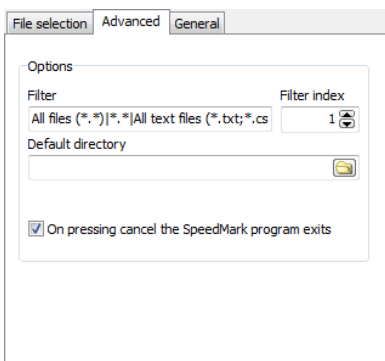 File selection Advanced General
Options
Filter Filter index
All files (*.*)|*.*|All text files (*.txt;*.cs 1
Default directory
On pressing cancel the SpeedMark program exits